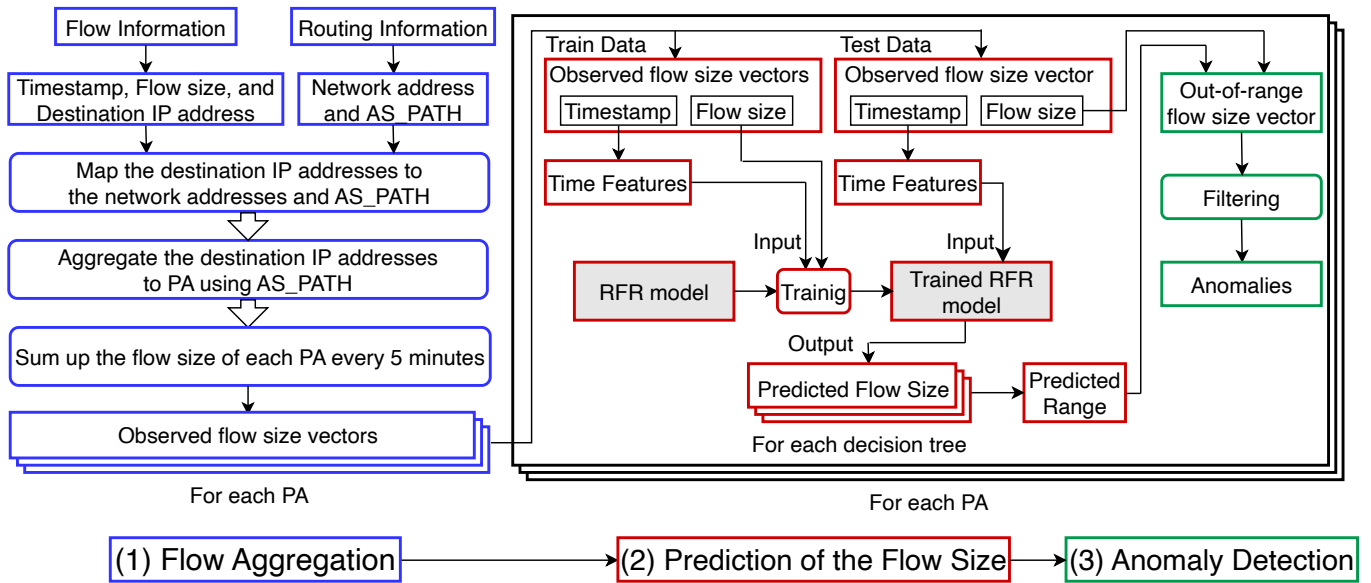 Flow Information
Routing Information
Timestamp, Flow size, and
Destination IP address
Network address
and AS_PATH
Map the destination IP addresses to
the network addresses and AS_PATH
Aggregate the destination IP addresses
to PA using AS_PATH
Sum up the flow size of each PA every 5 minutes
Observed flow size vectors
For each PA
Train Data
Observed flow size vectors
Timestamp
Flow size
Time Features
Input
RFR model
Trainig
Test Data
Observed flow size vector
Timestamp
Flow size
Time Features
Input
Trained RFR
model
Output
Predicted Flow Size
For each decision tree
Predicted
Range
Out-of-range
flow size vector
Filtering
Anomalies
For each PA
(1) Flow Aggregation
(2) Prediction of the Flow Size
(3) Anomaly Detection